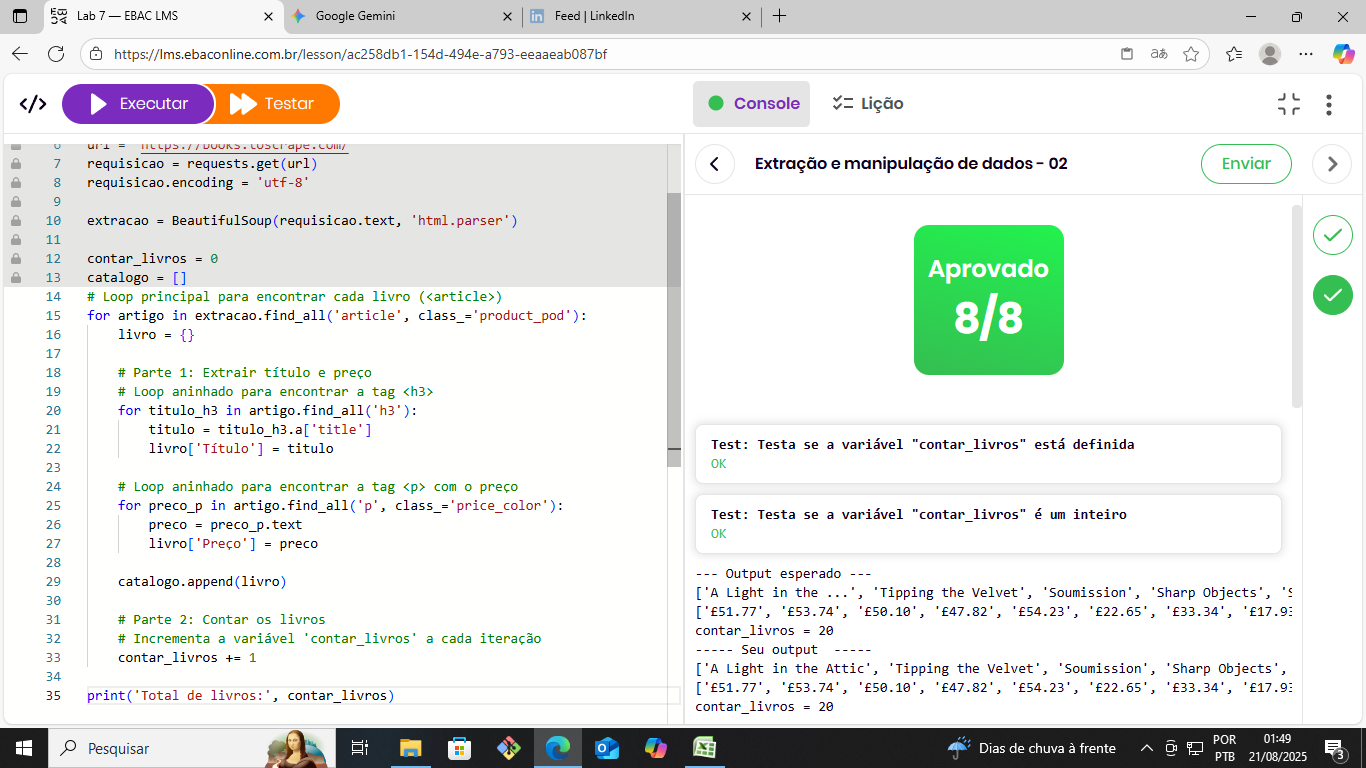 Lab 7 — EBAC LMS
Google Gemini
Feed | LinkedIn
https://lms.ebaconline.com.br/lesson/ac258db1-154d-494e-a793-eeaaeab087bf
Executar
Testar
Console
Lição
6 url = 'https://books.toscrape.com/'
7 requisicao = requests.get(url)
8 requisicao.encoding = 'utf-8'
9
10 extracao = BeautifulSoup(requisicao.text, 'html.parser')
11
12 contar_livros = 0
13 catalogo = []
14 # Loop principal para encontrar cada livro (<article>)
15 for artigo in extracao.find_all('article', class_='product_pod'):
16 livro = {}
17
18 # Parte 1: Extrair título e preço
19 # Loop aninhado para encontrar a tag <h3>
20 for titulo_h3 in artigo.find_all('h3'):
21 titulo = titulo_h3.a['title']
22 livro['Título'] = titulo
23
24 # Loop aninhado para encontrar a tag <p> com o preço
25 for preco_p in artigo.find_all('p', class_='price_color'):
26 preco = preco_p.text
27 livro['Preço'] = preco
28
29 catalogo.append(livro)
30
31 # Parte 2: Contar os livros
32 # Incrementa a variável 'contar_livros' a cada iteração
33 contar_livros += 1
34
35 print('Total de livros:', contar_livros)
Extração e manipulação de dados - 02
Enviar
Aprovado
8/8
Test: Testa se a variável "contar_livros" está definida
OK
Test: Testa se a variável "contar_livros" é um inteiro
OK
--- Output esperado ---
['A Light in the ...', 'Tipping the Velvet', 'Soumission', 'Sharp Objects', 'S
['£51.77', '£53.74', '£50.10', '£47.82', '£54.23', '£22.65', '£33.34', '£17.93
contar_livros = 20
----- Seu output -----
['A Light in the Attic', 'Tipping the Velvet', 'Soumission', 'Sharp Objects',
['£51.77', '£53.74', '£50.10', '£47.82', '£54.23', '£22.65', '£33.34', '£17.93
contar_livros = 20
Pesquisar
Dias de chuva à frente
POR
PTB
01:49
21/08/2025
3